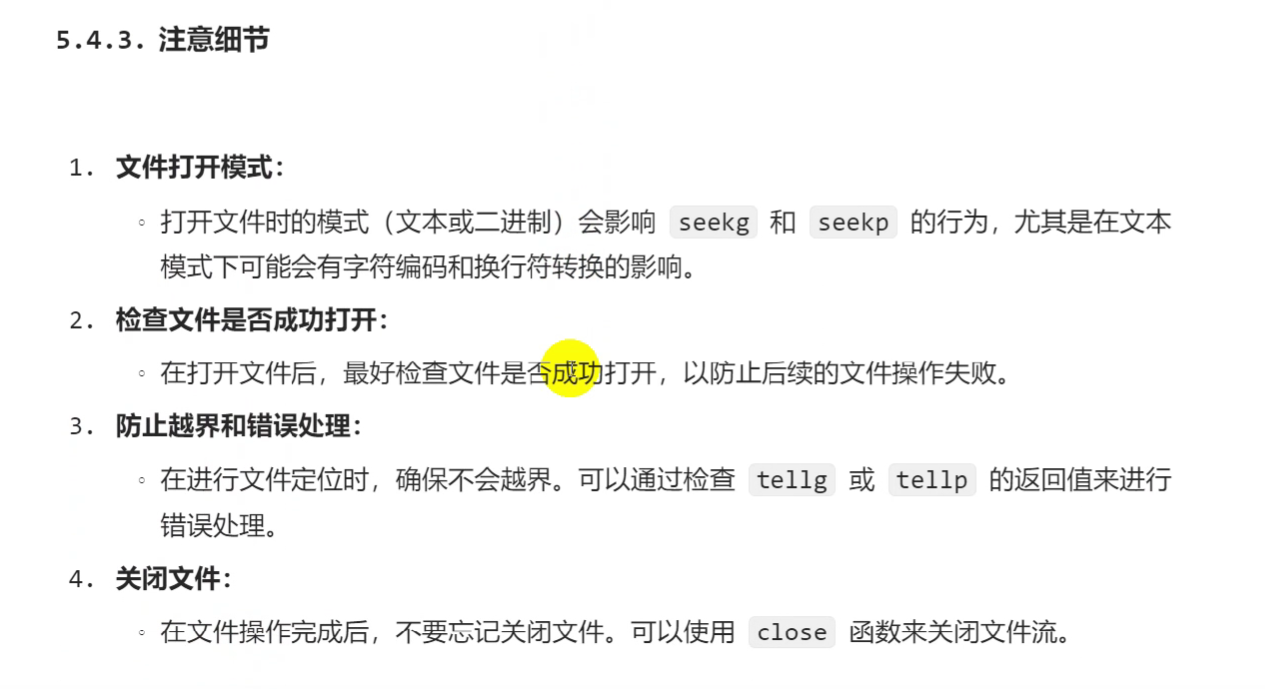 5.4.3. 注意细节
1. 文件打开模式：
◦ 打开文件时的模式（文本或二进制）会影响 seekg 和 seekp 的行为，尤其是在文本
模式下可能会有字符编码和换行符转换的影响。
2. 检查文件是否成功打开：
◦ 在打开文件后，最好检查文件是否成功打开，以防止后续的文件操作失败。
3. 防止越界和错误处理：
◦ 在进行文件定位时，确保不会越界。可以通过检查 tellg 或 tellp 的返回值来进行
错误处理。
4. 关闭文件：
◦ 在文件操作完成后，不要忘记关闭文件。可以使用 close 函数来关闭文件流。